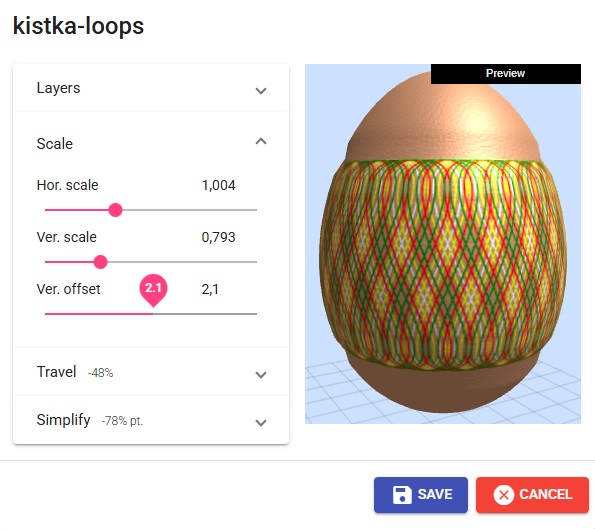 kistka-loops
Layers
Scale
Hor. scale 1,004
Ver. scale 0,793
Ver. offset 2.1 2,1
Travel -48%
Simplify -78% pt.
Preview
SAVE CANCEL